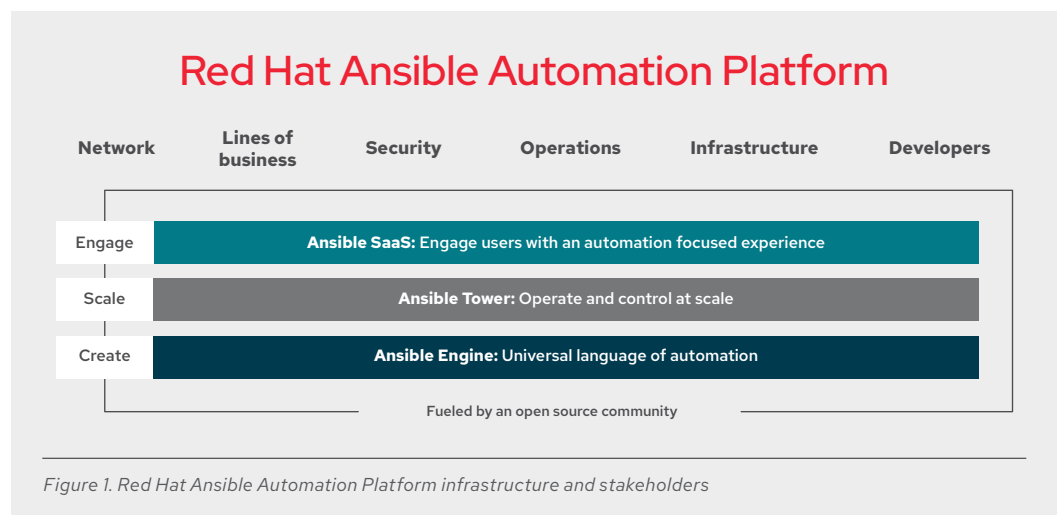 Red Hat Ansible Automation Platform
Network
Lines of
business
Security
Operations
Infrastructure
Developers
Engage
Ansible SaaS: Engage users with an automation focused experience
Scale
Ansible Tower: Operate and control at scale
Create
Ansible Engine: Universal language of automation
Fueled by an open source community
Figure 1. Red Hat Ansible Automation Platform infrastructure and stakeholders